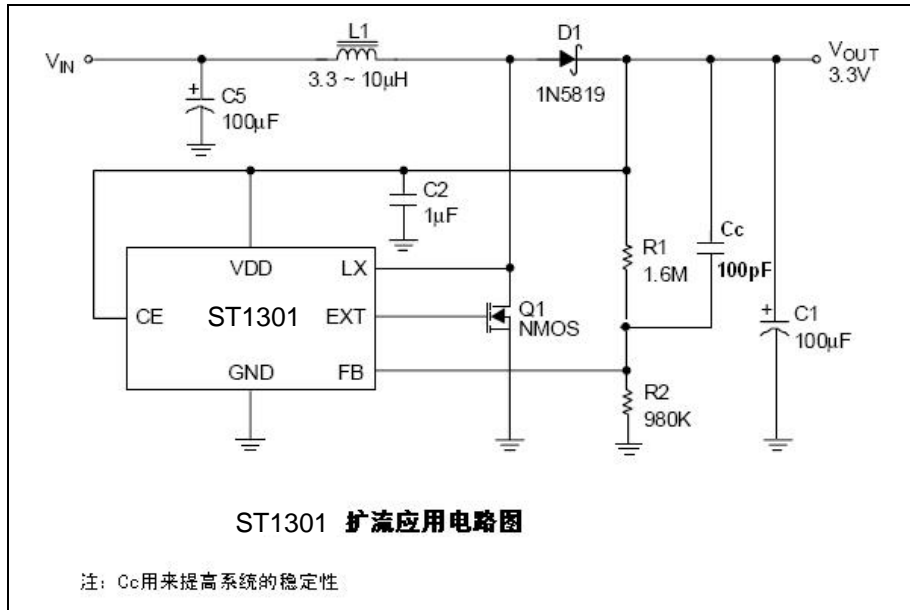 L1
D1
VIN
VOUT
3.3V
3.3 ~ 10μH
1N5819
+
C5
100μF
C2
1μF
VDD
LX
CE
ST1301
EXT
GND
FB
Q1
NMOS
R1
1.6M
Cc
100pF
+
C1
100μF
R2
980K
ST1301 扩流应用电路图
注: Cc用来提高系统的稳定性